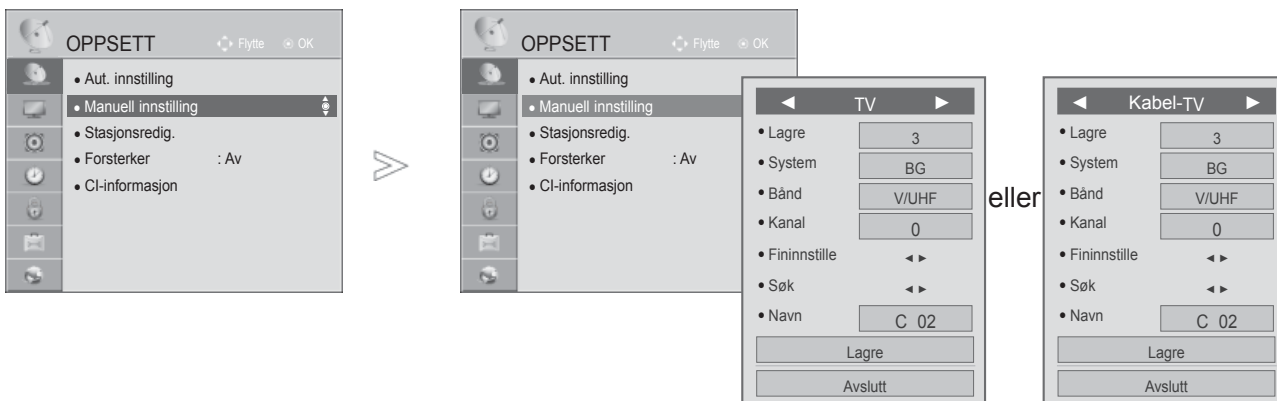 OPPSETT Flytte OK
• Aut. innstilling
• Manuell innstilling
• Stasjonsredig.
• Forsterker : Av
• CI-informasjon
OPPSETT Flytte OK
• Aut. innstilling
• Manuell innstilling
• Stasjonsredig.
• Forsterker : Av
• CI-informasjon
◄ TV ►
• Lagre 3
• System BG
• Bånd V/UHF
• Kanal 0
• Fininnstille ◄ ►
• Søk ◄ ►
• Navn C 02
Lagre
Avslutt
eller
◄ Kabel-TV ►
• Lagre 3
• System BG
• Bånd V/UHF
• Kanal 0
• Fininnstille ◄ ►
• Søk ◄ ►
• Navn C 02
Lagre
Avslutt